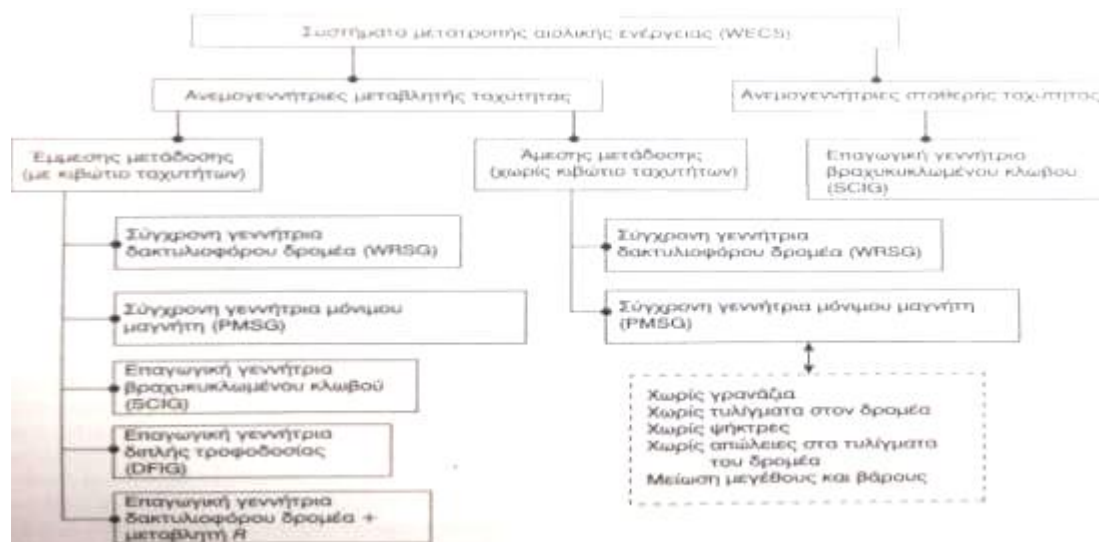 Συστήματα μετατροπής αιολικής ενέργειας (WECS)
Ανεμογεννήτριες μεταβλητής ταχύτητας
Ανεμογεννήτριες σταθερής ταχύτητας
Έμμεσης μετάδοσης
(με κιβώτιο ταχυτήτων)
Άμεσης μετάδοσης
(χωρίς κιβώτιο ταχυτήτων)
Επαγωγική γεννήτρια
βραχυκυκλωμένου κλωβού
(SCIG)
Σύγχρονη γεννήτρια
δακτυλιοφόρου δρομέα (WRSG)
Σύγχρονη γεννήτρια μόνιμου
μαγνήτη (PMSG)
Επαγωγική γεννήτρια
βραχυκυκλωμένου κλωβού
(SCIG)
Επαγωγική γεννήτρια
διπλής τροφοδοσίας
(DFIG)
Επαγωγική γεννήτρια
δακτυλιοφόρου δρομέα +
μεταβλητή R
Σύγχρονη γεννήτρια
δακτυλιοφόρου δρομέα (WRSG)
Σύγχρονη γεννήτρια μόνιμου μαγνήτη
(PMSG)
Χωρίς γρανάζια
Χωρίς τυλίγματα στον δρομέα
Χωρίς ψήκτρες
Χωρίς απώλειες στα τυλίγματα
του δρομέα
Μείωση μεγέθους και βάρους